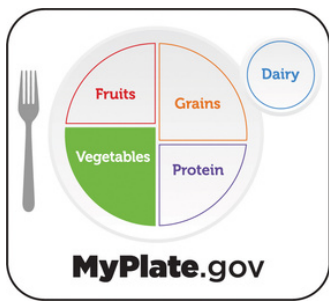 Fruits
Grains
Dairy
Vegetables
Protein
MyPlate.gov